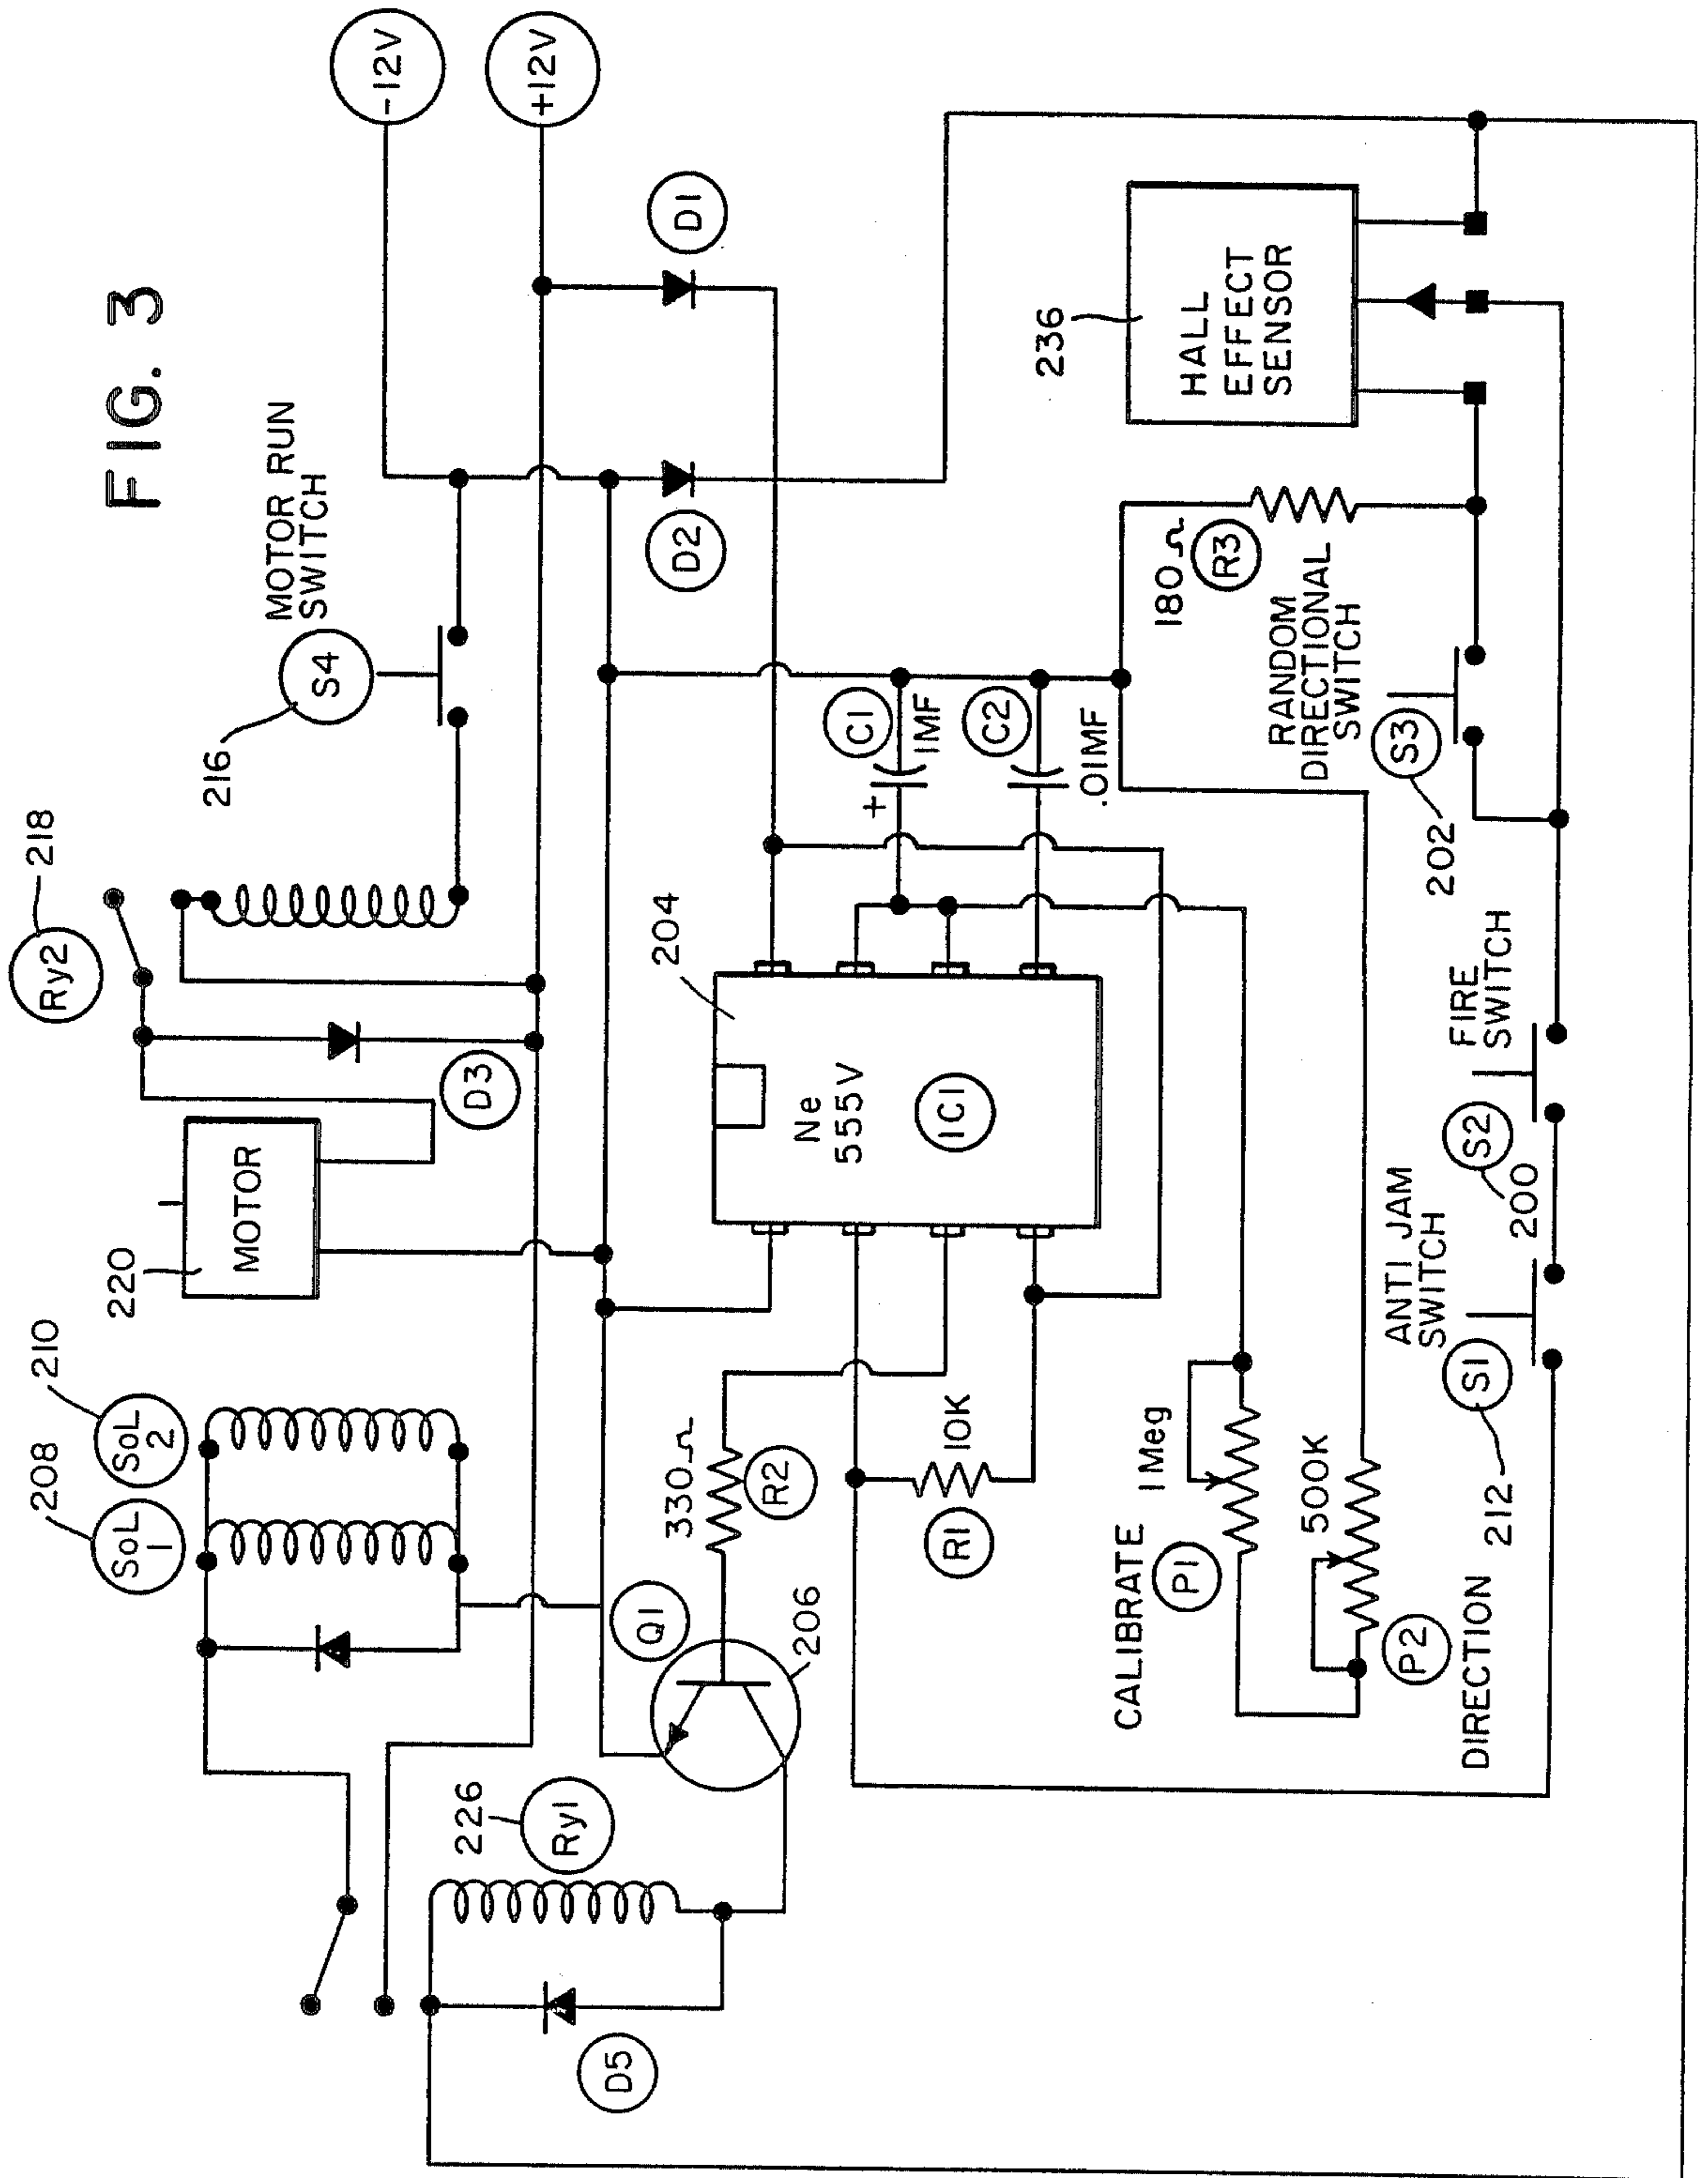 FIG. 3
-12V
+12V
MOTOR RUN
SWITCH
S4
216
218
Ry2
D3
MOTOR
220
210
SoL
2
208
SoL
1
D1
D2
236
HALL
EFFECT
SENSOR
180Ω
R3
RANDOM
DIRECTIONAL
SWITCH
S3
202
C1
1MF
+
C2
.01MF
204
Ne
555V
IC1
FIRE
SWITCH
S2
200
ANTI JAM
SWITCH
S1
212
330Ω
R2
10K
R1
1Meg
CALIBRATE
P1
500K
P2
DIRECTION
Q1
206
226
Ry1
D5